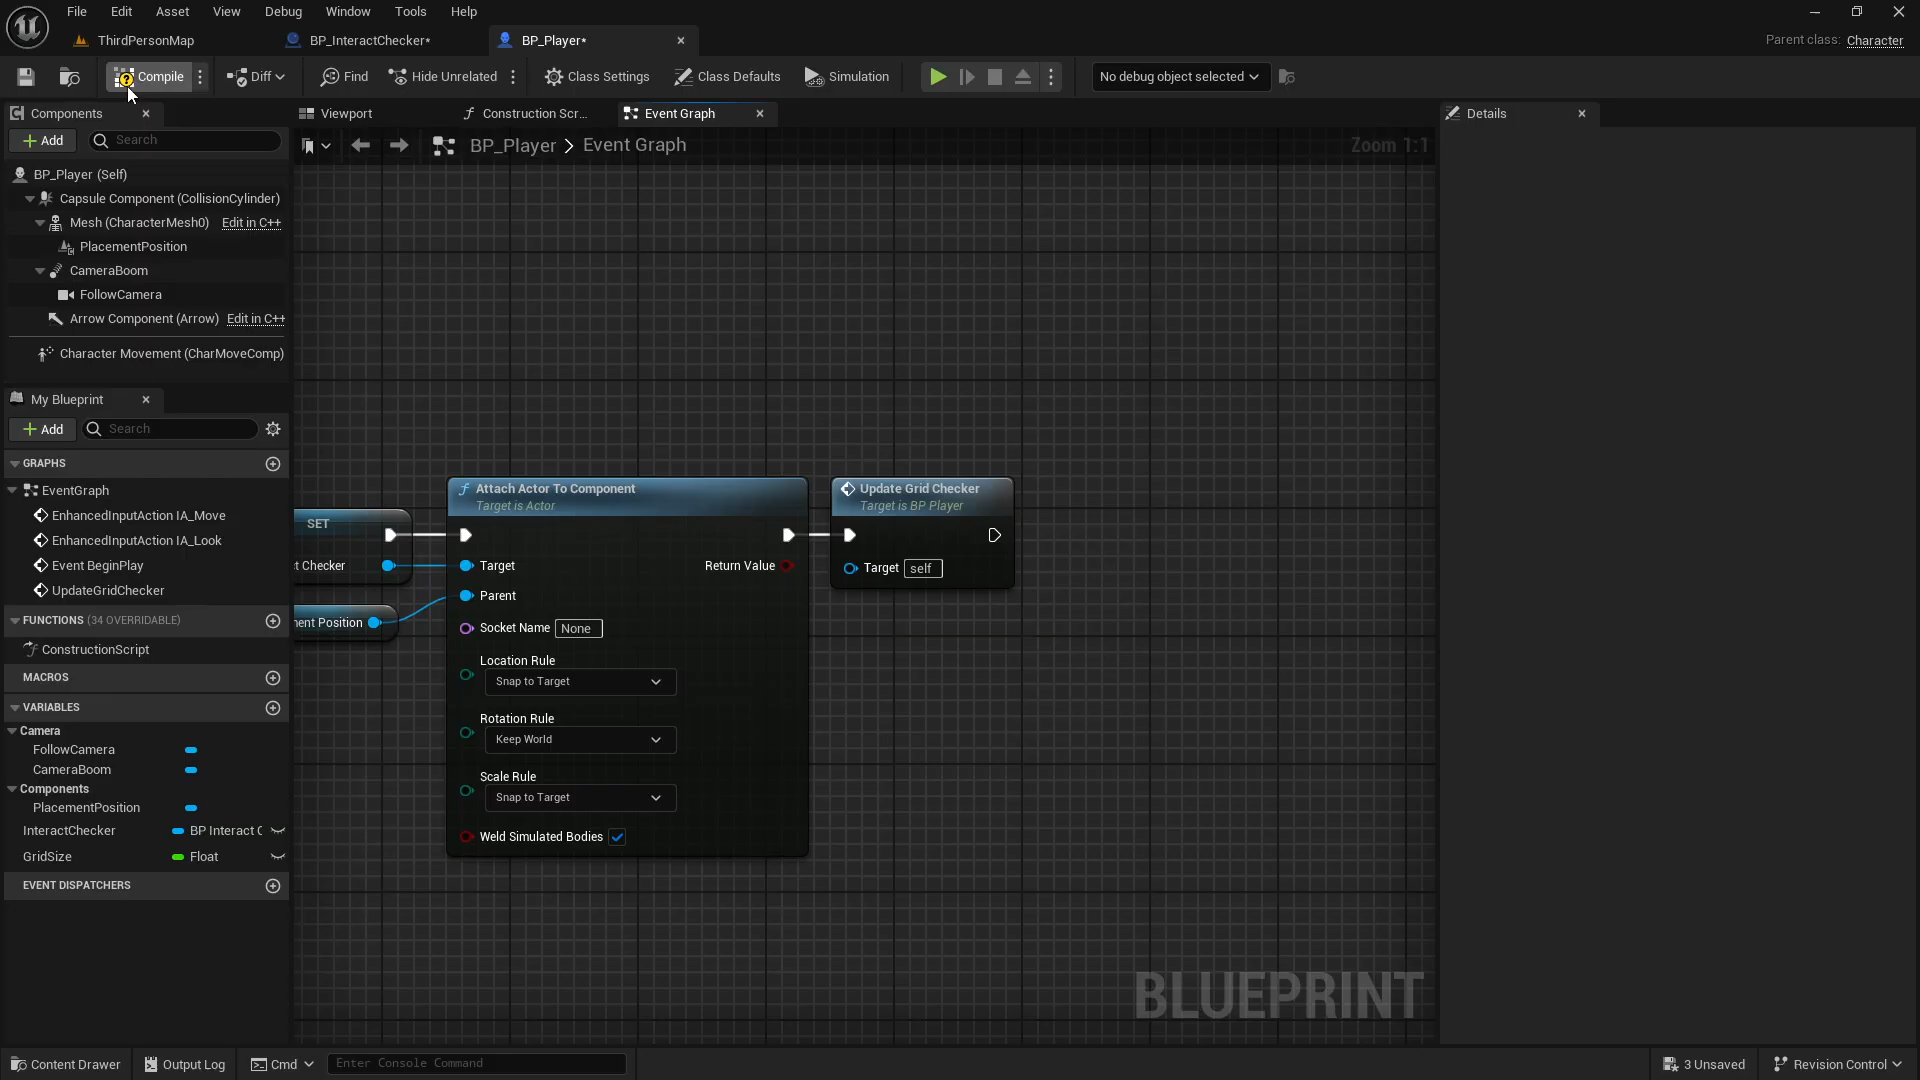 File Edit Asset View Debug Window Tools Help
ThirdPersonMap BP_InteractChecker* BP_Player* Parent class: Character
Compile Diff Find Hide Unrelated Class Settings Class Defaults Simulation No debug object selected
Components Viewport Construction Scr... Event Graph Details
Add Search BP_Player Event Graph Zoom 1:1
BP_Player (Self)
Capsule Component (CollisionCylinder)
Mesh (CharacterMesh0) Edit in C++
PlacementPosition
CameraBoom
FollowCamera
Arrow Component (Arrow) Edit in C++
Character Movement (CharMoveComp)
My Blueprint
Add Search
GRAPHS
EventGraph
EnhancedInputAction IA_Move
EnhancedInputAction IA_Look
Event BeginPlay
UpdateGridChecker
FUNCTIONS (34 OVERRIDABLE)
ConstructionScript
MACROS
VARIABLES
Camera
FollowCamera
CameraBoom
Components
PlacementPosition
InteractChecker BP Interact C
GridSize Float
EVENT DISPATCHERS
SET
ct Checker
ment Position
Attach Actor To Component
Target is Actor
Target Return Value
Parent
Socket Name None
Location Rule
Snap to Target
Rotation Rule
Keep World
Scale Rule
Snap to Target
Weld Simulated Bodies
Update Grid Checker
Target is BP Player
Target self
BLUEPRINT
Content Drawer Output Log Cmd Enter Console Command 3 Unsaved Revision Control